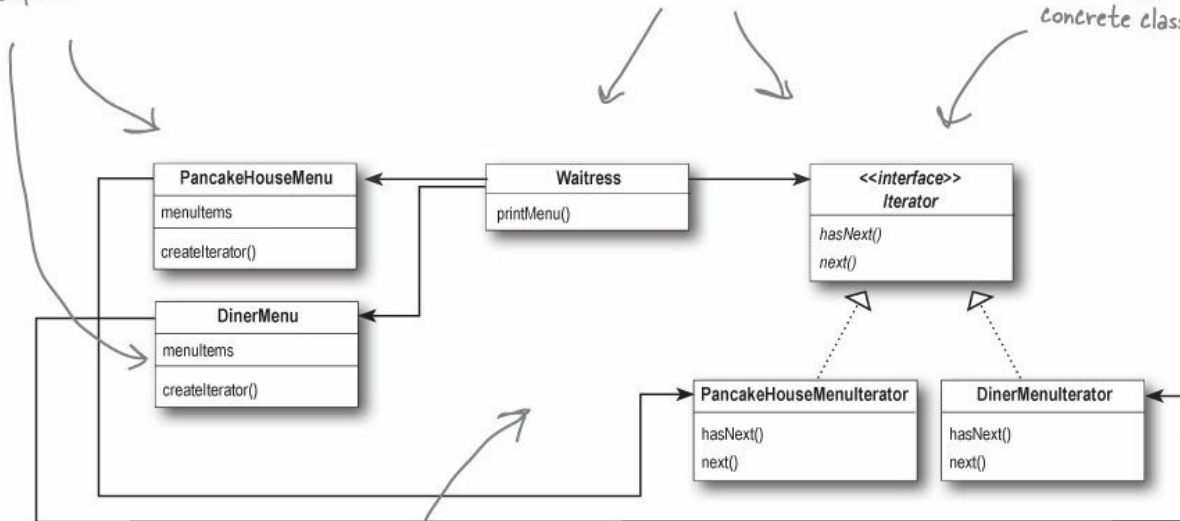 concrete class
PancakeHouseMenu
menuItems
createIterator()
Waitress
printMenu()
<<interface>>
Iterator
hasNext()
next()
DinerMenu
menuItems
createIterator()
PancakeHouseMenuIterator
hasNext()
next()
DinerMenuIterator
hasNext()
next()